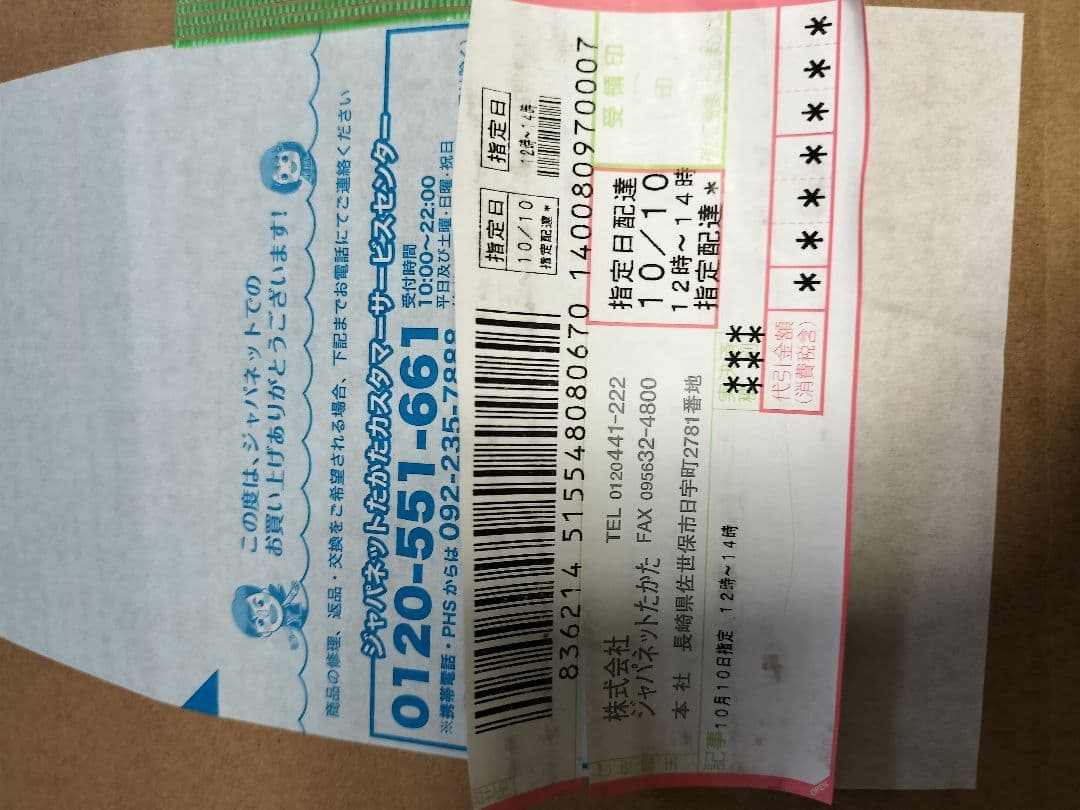 この度は、ジャパネットでの
お買い上げありがとうございます!
商品の修理、返品・交換をご希望される場合、下記までお電話にてご連絡ください
ジャパネットたかたカスタマーサービスセンター
0120-551-661
受付時間
10:00〜22:00
平日及び土曜・日曜・祝日
※携帯電話・PHSからは 092-235-7888
指定日
10/10
指定配達*
指定日
12時~14時
836214 515548080670 1400809700007
株式会社
ジャパネットたかた
TEL 0120441-222
FAX 095632-4800
本 社 長崎県佐世保市日宇町2781番地
受領印
印
指定日配達
10/10
12時~14時
指定配達*
記事
10月10日指定 12時~14時
***
***
代引金額
(消費税含)
* * * * * * *
OPEN